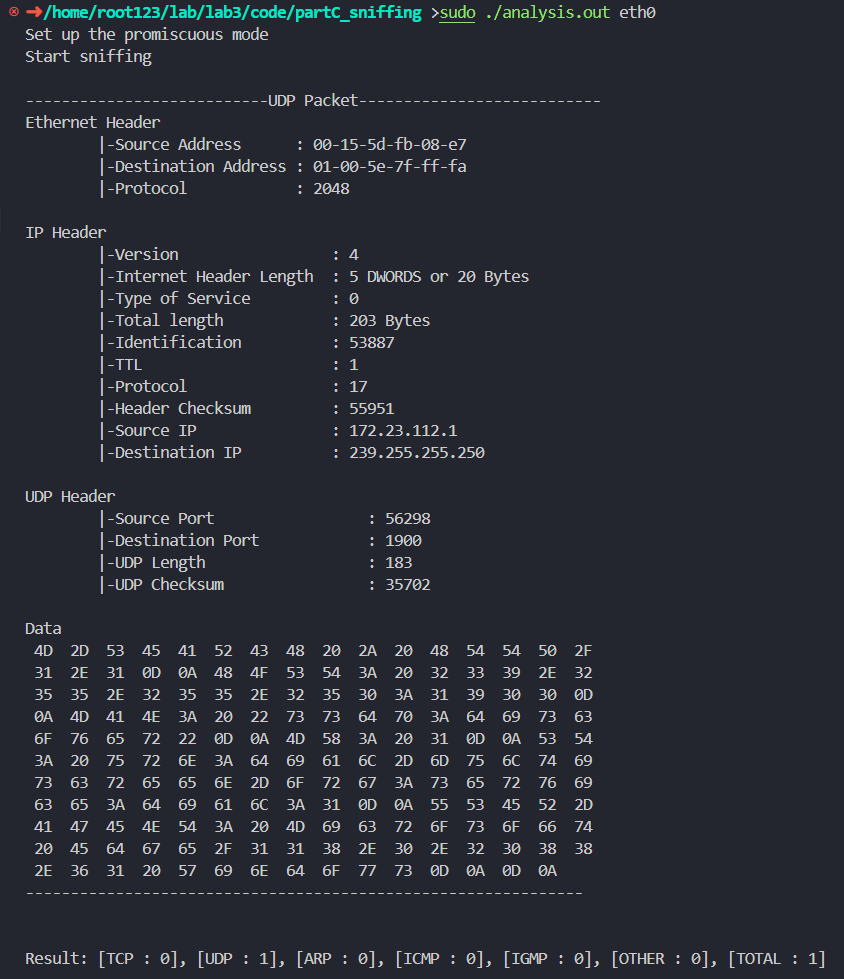 ⊗ ➜/home/root123/lab/lab3/code/partC_sniffing >sudo ./analysis.out eth0
Set up the promiscuous mode
Start sniffing
---------------------------UDP Packet---------------------------
Ethernet Header
|-Source Address      : 00-15-5d-fb-08-e7
|-Destination Address : 01-00-5e-7f-ff-fa
|-Protocol            : 2048
IP Header
|-Version                 : 4
|-Internet Header Length  : 5 DWORDS or 20 Bytes
|-Type of Service         : 0
|-Total length            : 203 Bytes
|-Identification          : 53887
|-TTL                     : 1
|-Protocol                : 17
|-Header Checksum         : 55951
|-Source IP               : 172.23.112.1
|-Destination IP          : 239.255.255.250
UDP Header
|-Source Port                 : 56298
|-Destination Port            : 1900
|-UDP Length                  : 183
|-UDP Checksum                : 35702
Data
4D  2D  53  45  41  52  43  48  20  2A  20  48  54  54  50  2F
31  2E  31  0D  0A  48  4F  53  54  3A  20  32  33  39  2E  32
35  35  2E  32  35  35  2E  32  35  30  3A  31  39  30  30  0D
0A  4D  41  4E  3A  20  22  73  73  64  70  3A  64  69  73  63
6F  76  65  72  22  0D  0A  4D  58  3A  20  31  0D  0A  53  54
3A  20  75  72  6E  3A  64  69  61  6C  2D  6D  75  6C  74  69
73  63  72  65  65  6E  2D  6F  72  67  3A  73  65  72  76  69
63  65  3A  64  69  61  6C  3A  31  0D  0A  55  53  45  52  2D
41  47  45  4E  54  3A  20  4D  69  63  72  6F  73  6F  66  74
20  45  64  67  65  2F  31  31  38  2E  30  2E  32  30  38  38
2E  36  31  20  57  69  6E  64  6F  77  73  0D  0A  0D  0A
--------------------------------------------------------------
Result: [TCP : 0], [UDP : 1], [ARP : 0], [ICMP : 0], [IGMP : 0], [OTHER : 0], [TOTAL : 1]